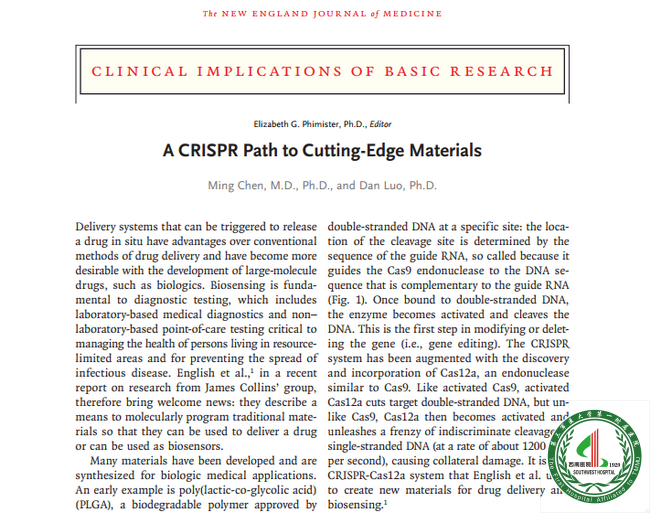 The NEW ENGLAND JOURNAL of MEDICINE
CLINICAL IMPLICATIONS OF BASIC RESEARCH
Elizabeth G. Phimister, Ph.D., Editor
A CRISPR Path to Cutting-Edge Materials
Ming Chen, M.D., Ph.D., and Dan Luo, Ph.D.
Delivery systems that can be triggered to release
a drug in situ have advantages over conventional
methods of drug delivery and have become more
desirable with the development of large-molecule
drugs, such as biologics. Biosensing is funda-
mental to diagnostic testing, which includes
laboratory-based medical diagnostics and non–
laboratory-based point-of-care testing critical to
managing the health of persons living in resource-
limited areas and for preventing the spread of
infectious disease. English et al.,¹ in a recent
report on research from James Collins’ group,
therefore bring welcome news: they describe a
means to molecularly program traditional mate-
rials so that they can be used to deliver a drug
or can be used as biosensors.
Many materials have been developed and are
synthesized for biologic medical applications.
An early example is poly(lactic-co-glycolic acid)
(PLGA), a biodegradable polymer approved by
double-stranded DNA at a specific site: the loca-
tion of the cleavage site is determined by the
sequence of the guide RNA, so called because it
guides the Cas9 endonuclease to the DNA se-
quence that is complementary to the guide RNA
(Fig. 1). Once bound to double-stranded DNA,
the enzyme becomes activated and cleaves the
DNA. This is the first step in modifying or delet-
ing the gene (i.e., gene editing). The CRISPR
system has been augmented with the discovery
and incorporation of Cas12a, an endonuclease
similar to Cas9. Like activated Cas9, activated
Cas12a cuts target double-stranded DNA, but un-
like Cas9, Cas12a then becomes activated and
unleashes a frenzy of indiscriminate cleavage
single-stranded DNA (at a rate of about 1200
per second), causing collateral damage. It is
CRISPR-Cas12a system that English et al.
to create new materials for drug delivery
biosensing.¹
1929
SOUTHWEST HOSPITAL